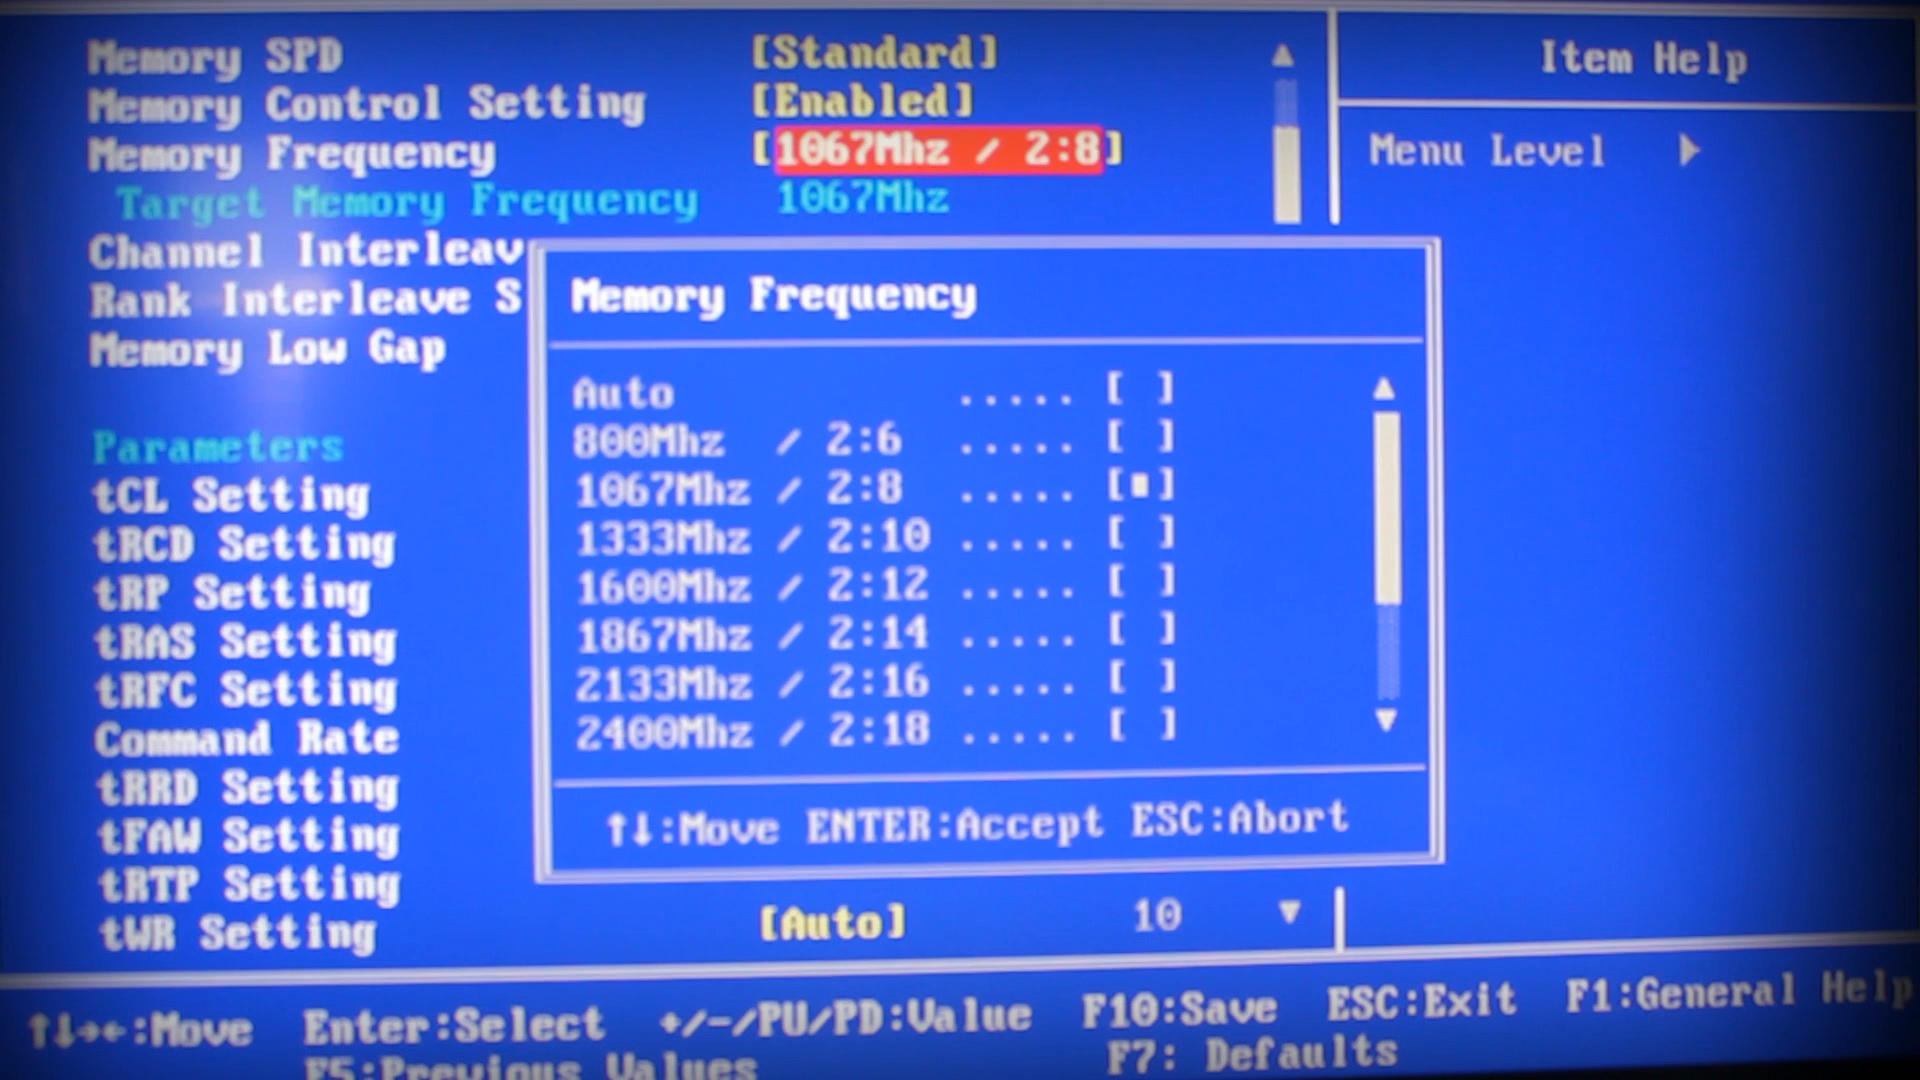 Memory SPD [Standard]
Memory Control Setting [Enabled]
Memory Frequency [1067Mhz / 2:8]
Target Memory Frequency 1067Mhz
Channel Interleav
Rank Interleave S
Memory Low Gap
Parameters
tCL Setting
tRCD Setting
tRP Setting
tRAS Setting
tRFC Setting
Command Rate
tRRD Setting
tFAW Setting
tRTP Setting
tWR Setting [Auto] 10
Memory Frequency
Auto ..... [ ]
800Mhz / 2:6 ..... [ ]
1067Mhz / 2:8 ..... [▪]
1333Mhz / 2:10 ..... [ ]
1600Mhz / 2:12 ..... [ ]
1867Mhz / 2:14 ..... [ ]
2133Mhz / 2:16 ..... [ ]
2400Mhz / 2:18 ..... [ ]
↑↓:Move ENTER:Accept ESC:Abort
Item Help
Menu Level ▶
↑↓→←:Move Enter:Select +/-/PU/PD:Value F10:Save ESC:Exit F1:General Help
F5:Previous Values F7: Defaults